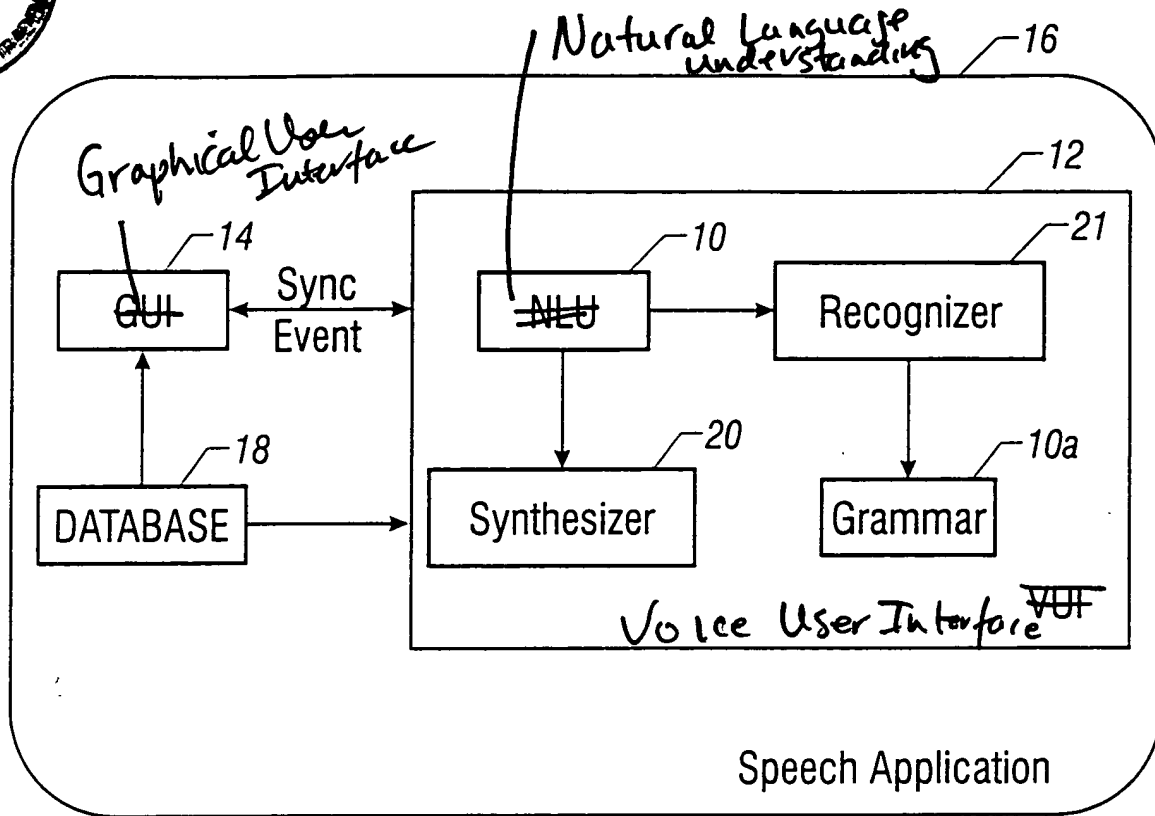 Natural Language
understanding
16
Graphical User
Interface
12
14
10
21
GUI
Sync
Event
NLU
Recognizer
18
20
10a
DATABASE
Synthesizer
Grammar
Voice User Interface VUI
Speech Application